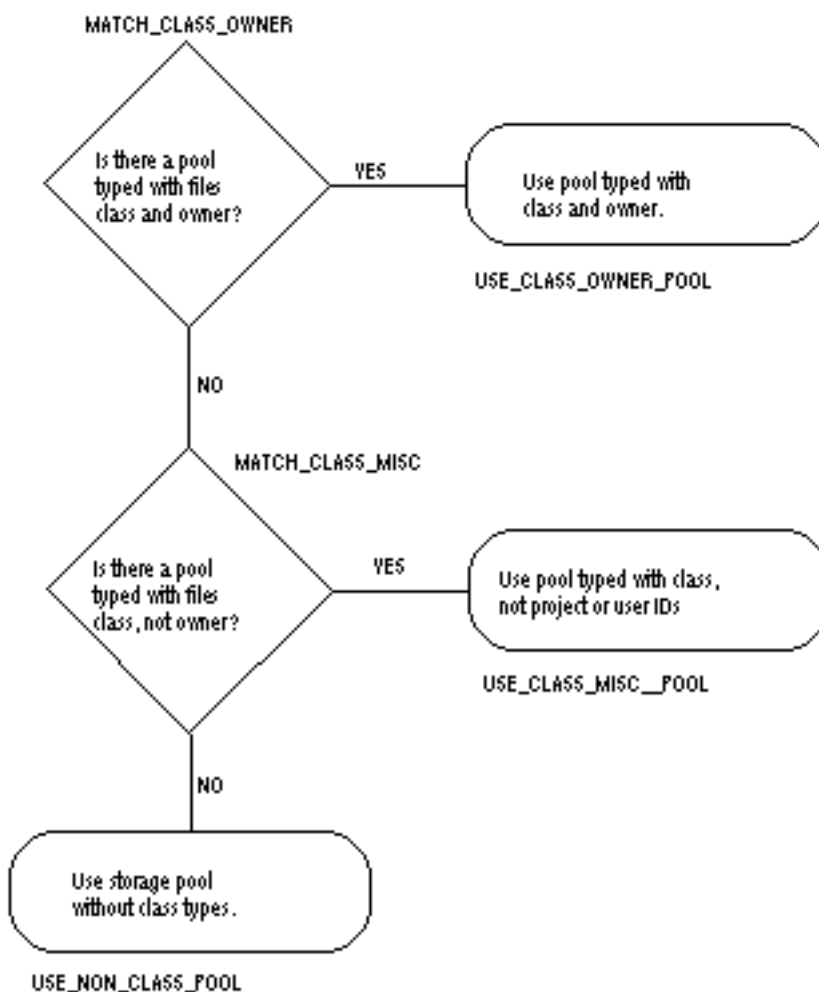 MATCH_CLASS_OWNER
Is there a pool
typed with files
class and owner?
YES
Use pool typed with
class and owner.
USE_CLASS_OWNER_POOL
NO
MATCH_CLASS_MISC
Is there a pool
typed with files
class, not owner?
YES
Use pool typed with class,
not project or user IDs
USE_CLASS_MISC__POOL
NO
Use storage pool
without class types.
USE_NON_CLASS_POOL